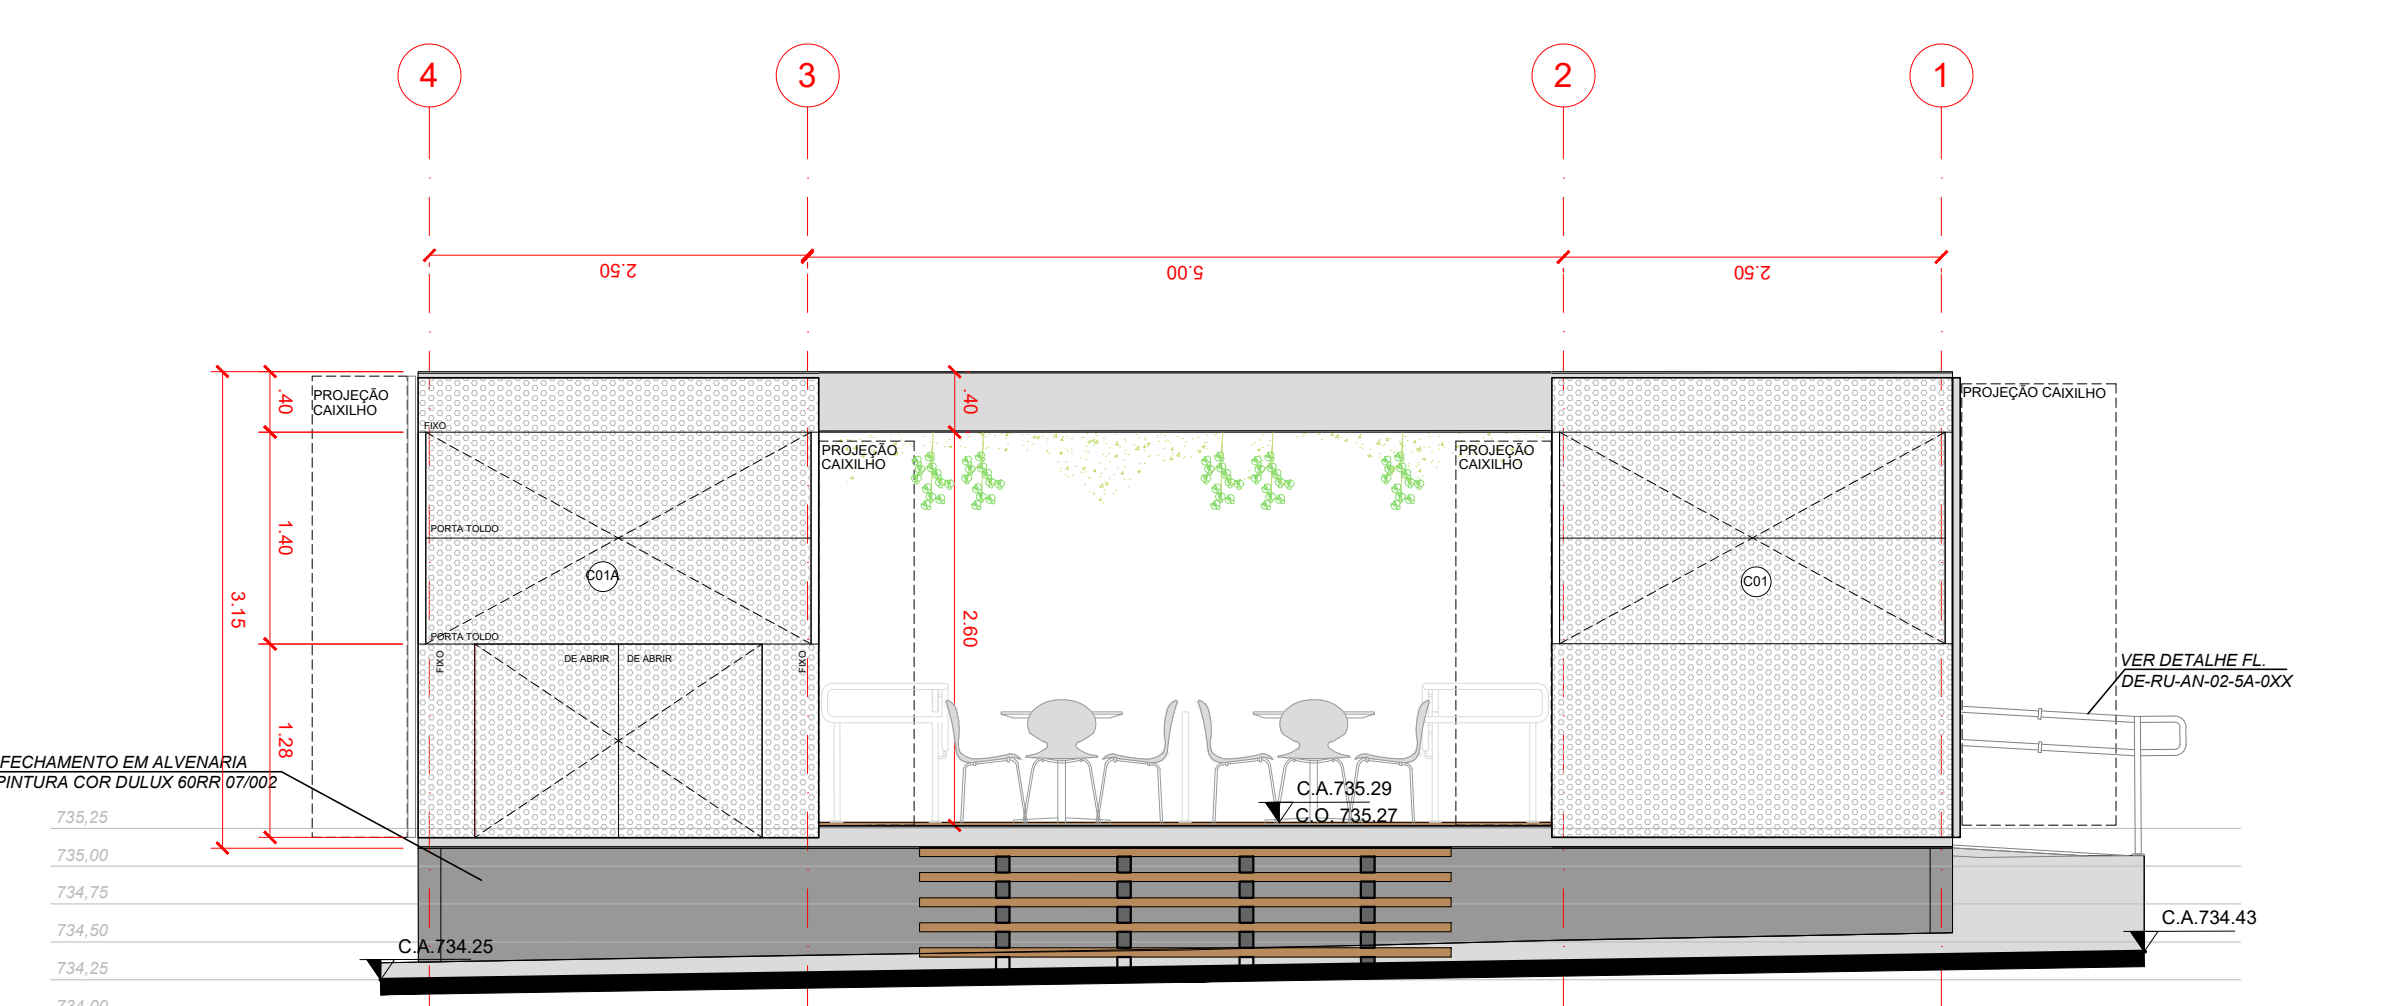 4
3
2
1
2.50
5.00
2.50
.40
1.40
1.28
3.15
PROJEÇÃO
CAIXILHO
FIXO
PORTA TOLDO
C01A
PORTA TOLDO
FIXO
DE ABRIR
DE ABRIR
FIXO
.40
2.60
PROJEÇÃO
CAIXILHO
PROJEÇÃO
CAIXILHO
C01
PROJEÇÃO CAIXILHO
VER DETALHE FL.
DE-RU-AN-02-5A-0XX
FECHAMENTO EM ALVENARIA
PINTURA COR DULUX 60RR 07/002
C.A.735.29
C.O. 735.27
735,25
735,00
734,75
734,50
734,25
734,00
C.A.734.25
C.A.734.43